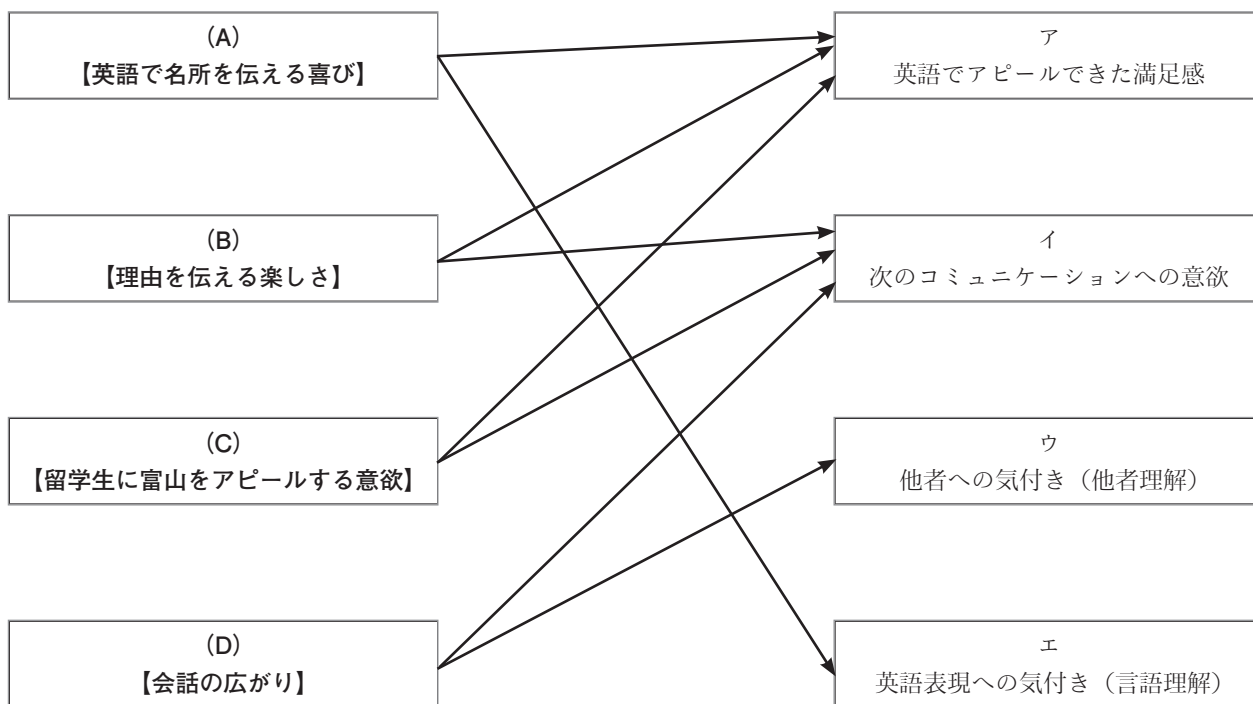 (A)
【英語で名所を伝える喜び】
ア
英語でアピールできた満足感
(B)
【理由を伝える楽しさ】
イ
次のコミュニケーションへの意欲
(C)
【留学生に富山をアピールする意欲】
ウ
他者への気付き（他者理解）
(D)
【会話の広がり】
エ
英語表現への気付き（言語理解）